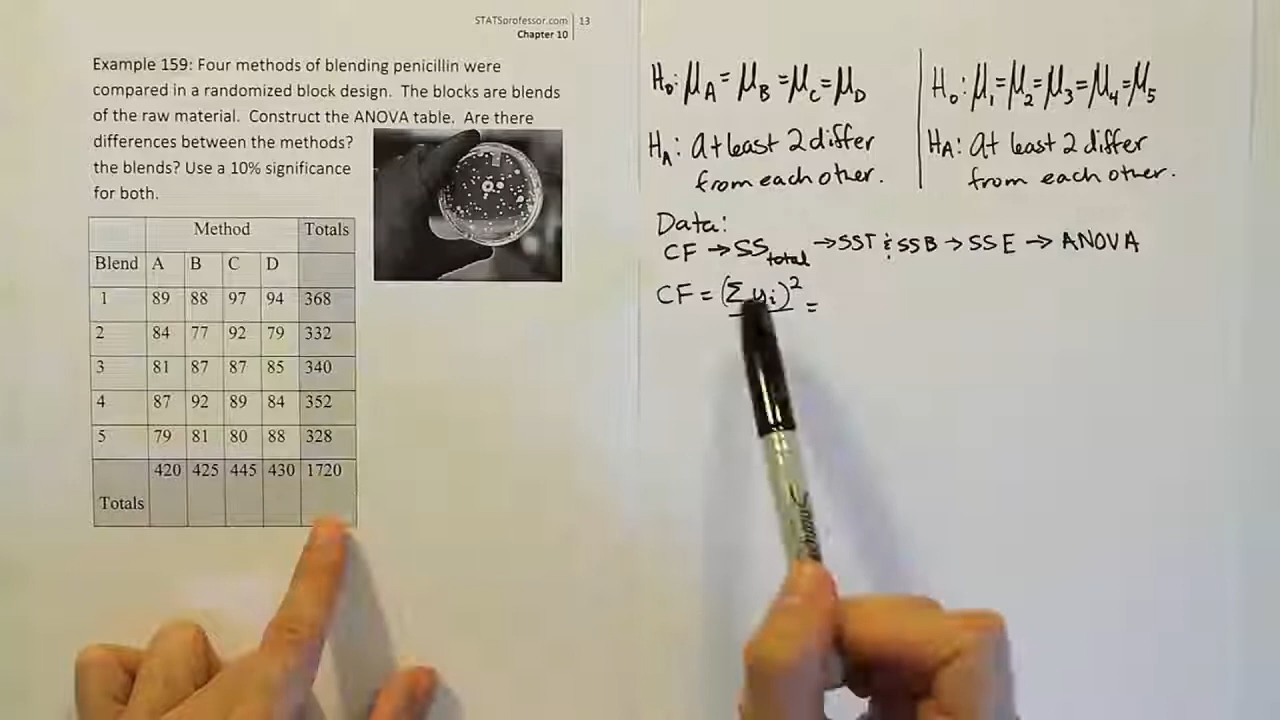 STATSprofessor.com | 13
Chapter 10
Example 159: Four methods of blending penicillin were
compared in a randomized block design. The blocks are blends
of the raw material. Construct the ANOVA table. Are there
differences between the methods?
the blends? Use a 10% significance
for both.
Method Totals
Blend A B C D
1 89 88 97 94 368
2 84 77 92 79 332
3 81 87 87 85 340
4 87 92 89 84 352
5 79 81 80 88 328
420 425 445 430 1720
Totals
H₀: μA = μB = μC = μD
HA: At least 2 differ
from each other.
H₀: μ1 = μ2 = μ3 = μ4 = μ5
HA: At least 2 differ
from each other.
Data:
CF → SStotal → SST & SSB → SSE → ANOVA
CF = (Σyi)² =